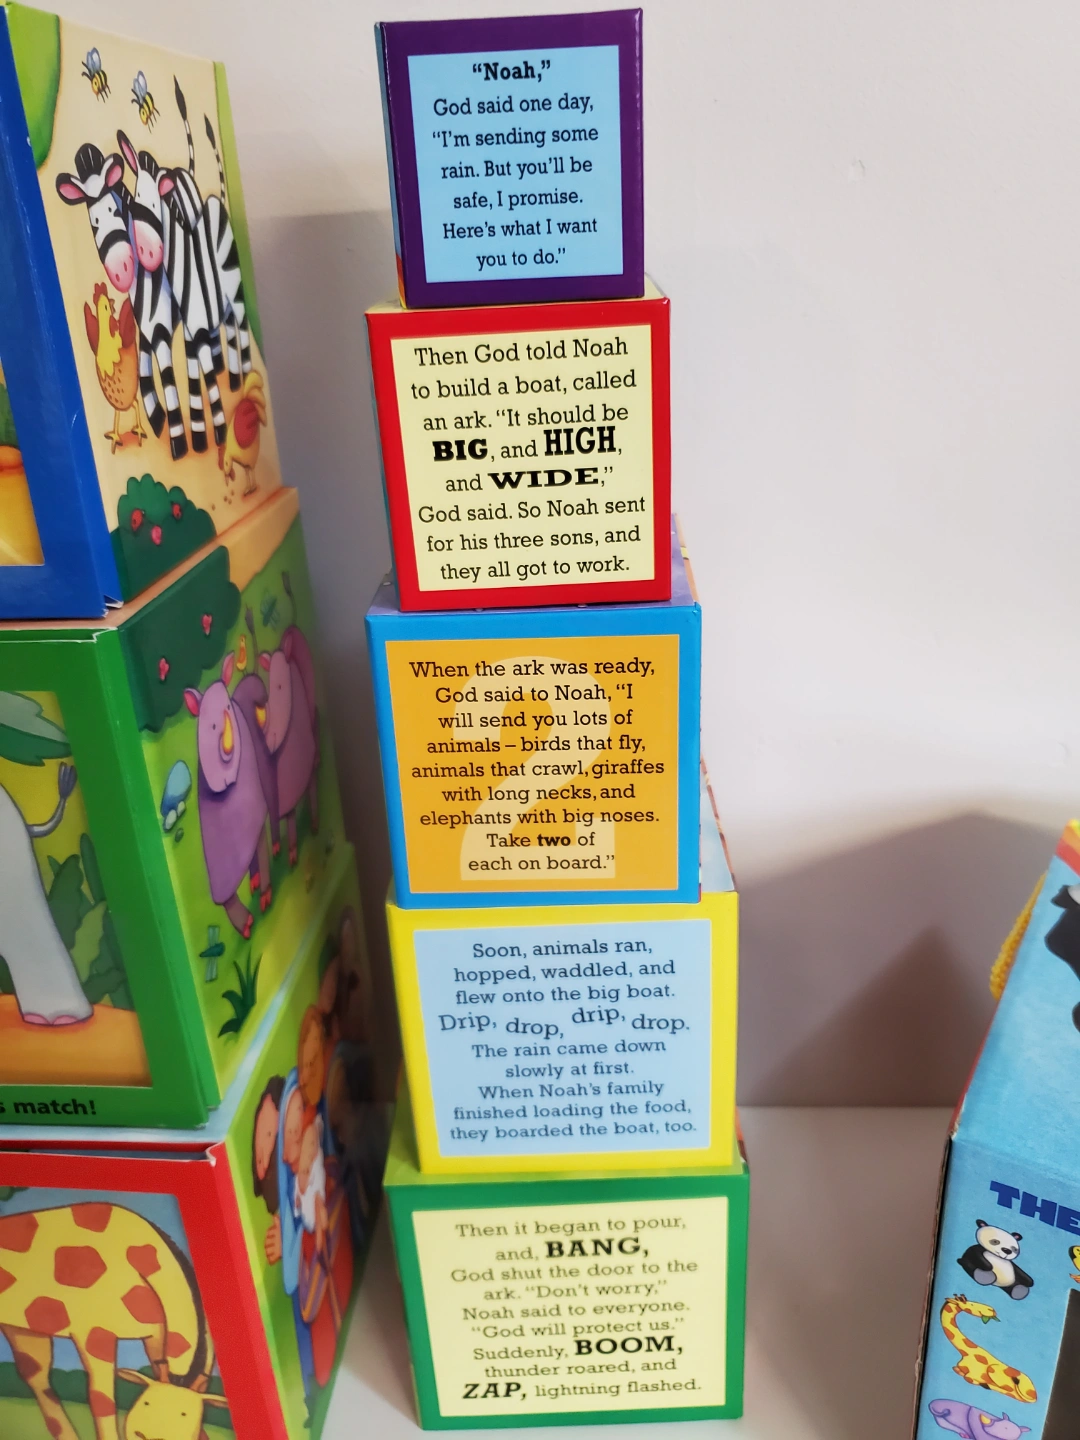 “Noah,”
God said one day,
“I’m sending some
rain. But you’ll be
safe, I promise.
Here’s what I want
you to do.”
Then God told Noah
to build a boat, called
an ark. “It should be
BIG, and HIGH,
and WIDE,”
God said. So Noah sent
for his three sons, and
they all got to work.
When the ark was ready,
God said to Noah, “I
will send you lots of
animals – birds that fly,
animals that crawl, giraffes
with long necks, and
elephants with big noses.
Take two of
each on board.”
2
Soon, animals ran,
hopped, waddled, and
flew onto the big boat.
Drip, drop, drip, drop.
The rain came down
slowly at first.
When Noah’s family
finished loading the food,
they boarded the boat, too.
Then it began to pour,
and, BANG,
God shut the door to the
ark. “Don’t worry,”
Noah said to everyone.
“God will protect us.”
Suddenly, BOOM,
thunder roared, and
ZAP, lightning flashed.
match!
THE